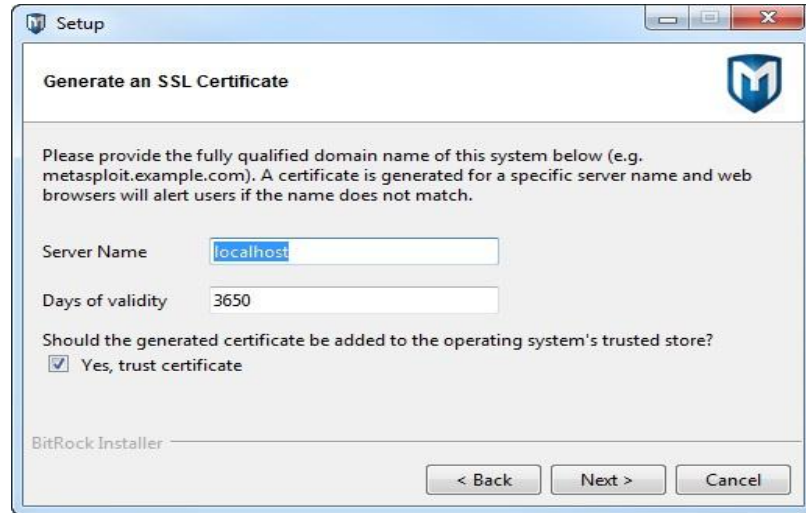 Setup
Generate an SSL Certificate
Please provide the fully qualified domain name of this system below (e.g.
metasploit.example.com). A certificate is generated for a specific server name and web
browsers will alert users if the name does not match.
Server Name
localhost
Days of validity
3650
Should the generated certificate be added to the operating system's trusted store?
Yes, trust certificate
BitRock Installer
< Back
Next >
Cancel